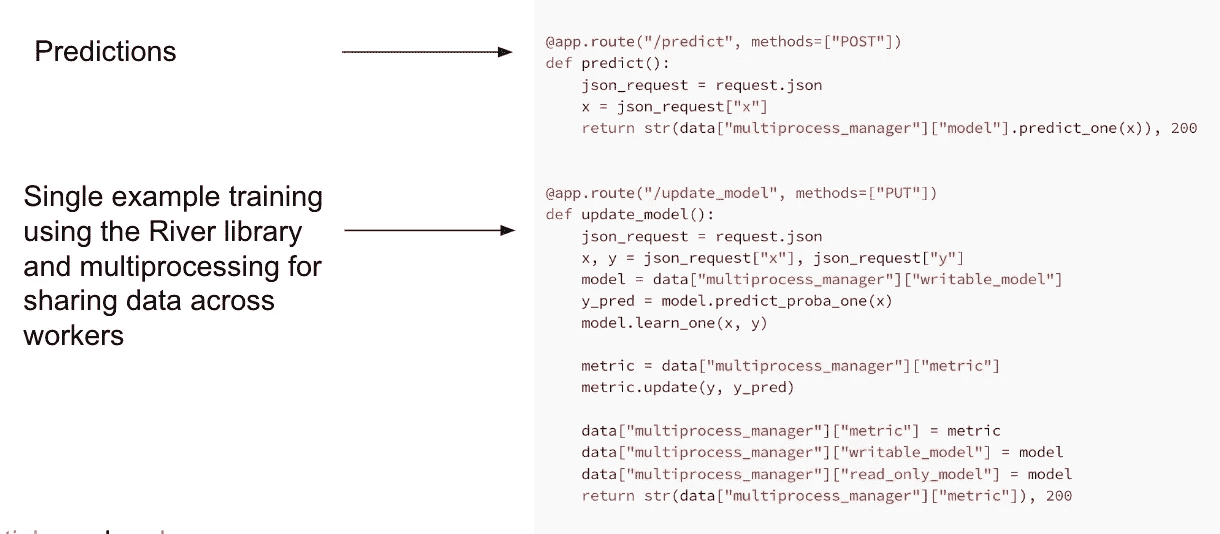 Predictions
@app.route("/predict", methods=["POST"])
def predict():
    json_request = request.json
    x = json_request["x"]
    return str(data["multiprocess_manager"]["model"].predict_one(x)), 200
Single example training
using the River library
and multiprocessing for
sharing data across
workers
@app.route("/update_model", methods=["PUT"])
def update_model():
    json_request = request.json
    x, y = json_request["x"], json_request["y"]
    model = data["multiprocess_manager"]["writable_model"]
    y_pred = model.predict_proba_one(x)
    model.learn_one(x, y)
    metric = data["multiprocess_manager"]["metric"]
    metric.update(y, y_pred)
    data["multiprocess_manager"]["metric"] = metric
    data["multiprocess_manager"]["writable_model"] = model
    data["multiprocess_manager"]["read_only_model"] = model
    return str(data["multiprocess_manager"]["metric"]), 200